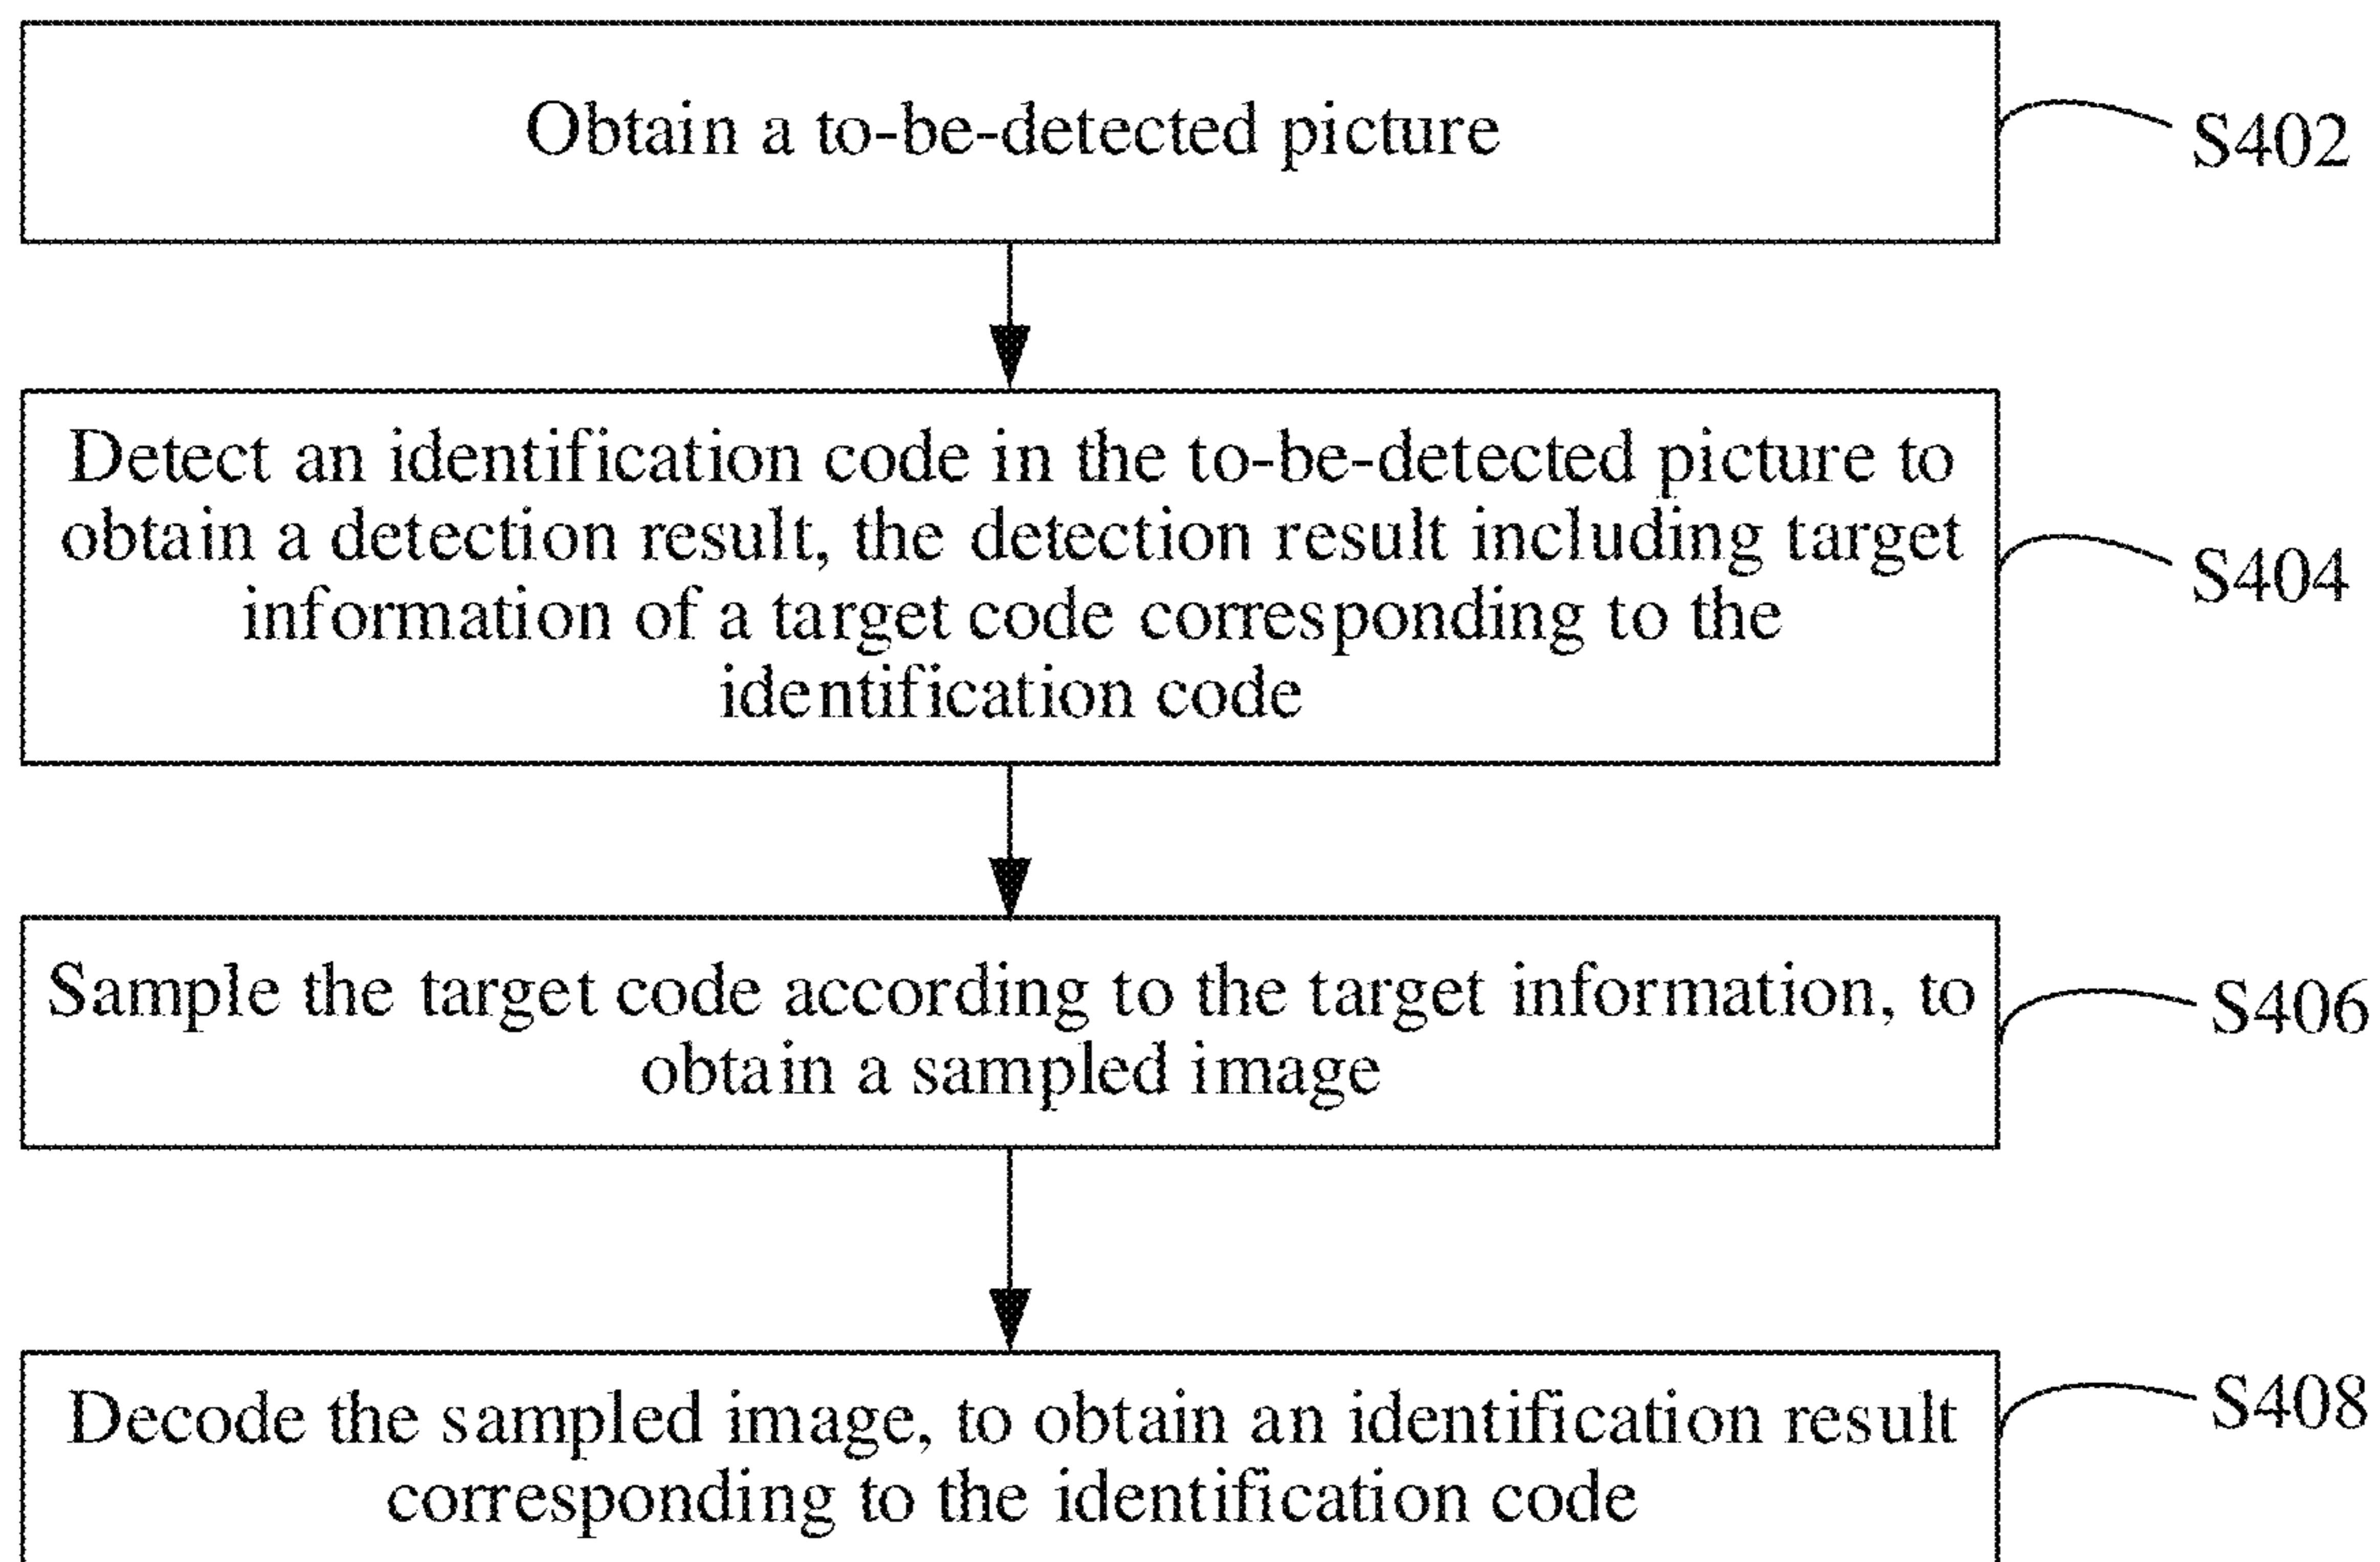 Obtain a to-be-detected picture
S402
Detect an identification code in the to-be-detected picture to
obtain a detection result, the detection result including target
information of a target code corresponding to the
identification code
S404
Sample the target code according to the target information, to
obtain a sampled image
S406
Decode the sampled image, to obtain an identification result
corresponding to the identification code
S408